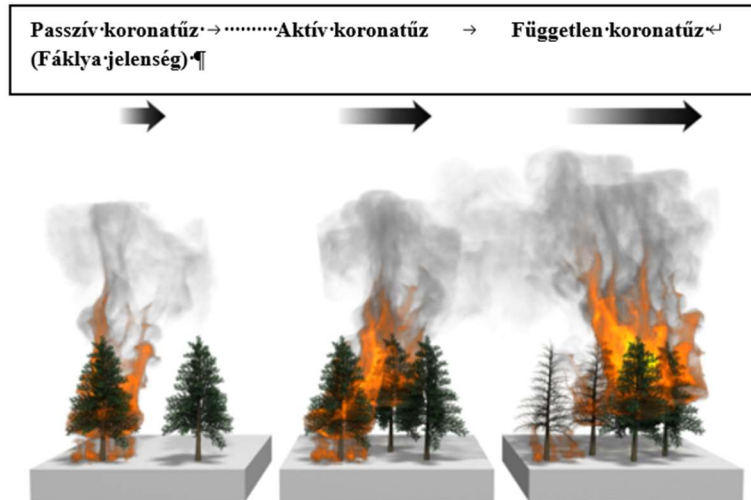 Passzív·koronatűz·→··········Aktív·koronatűz → Független·koronatűz·↵
(Fáklya·jelenség)·¶